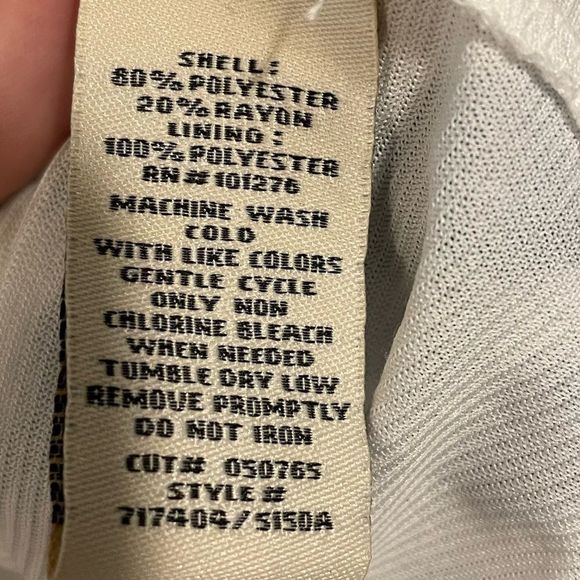 SHELL:
80% POLYESTER
20% RAYON
LINING:
100% POLYESTER
RN# 101276
MACHINE WASH
COLD
WITH LIKE COLORS
GENTLE CYCLE
ONLY NON
CHLORINE BLEACH
WHEN NEEDED
TUMBLE DRY LOW
REMOVE PROMPTLY
DO NOT IRON
CUT# 050765
STYLE#
717404/5150A